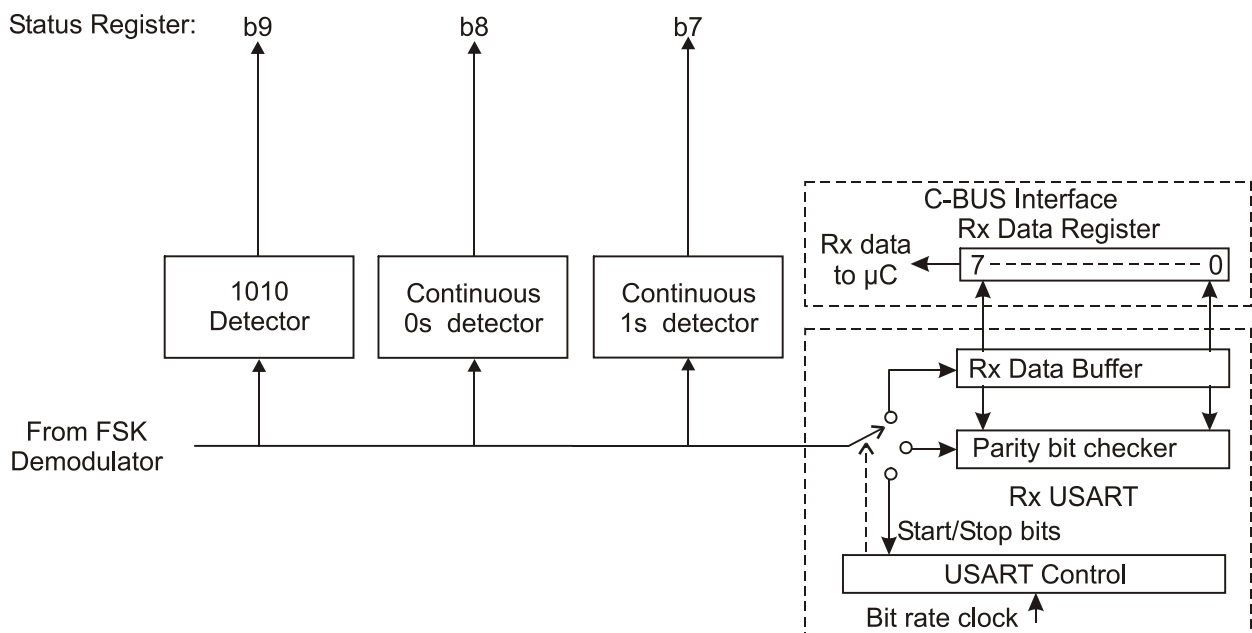 Status Register: b9 b8 b7
C-BUS Interface
Rx Data Register
Rx data
to µC
7 0
1010
Detector
Continuous
0s detector
Continuous
1s detector
Rx Data Buffer
From FSK
Demodulator
Parity bit checker
Rx USART
Start/Stop bits
USART Control
Bit rate clock